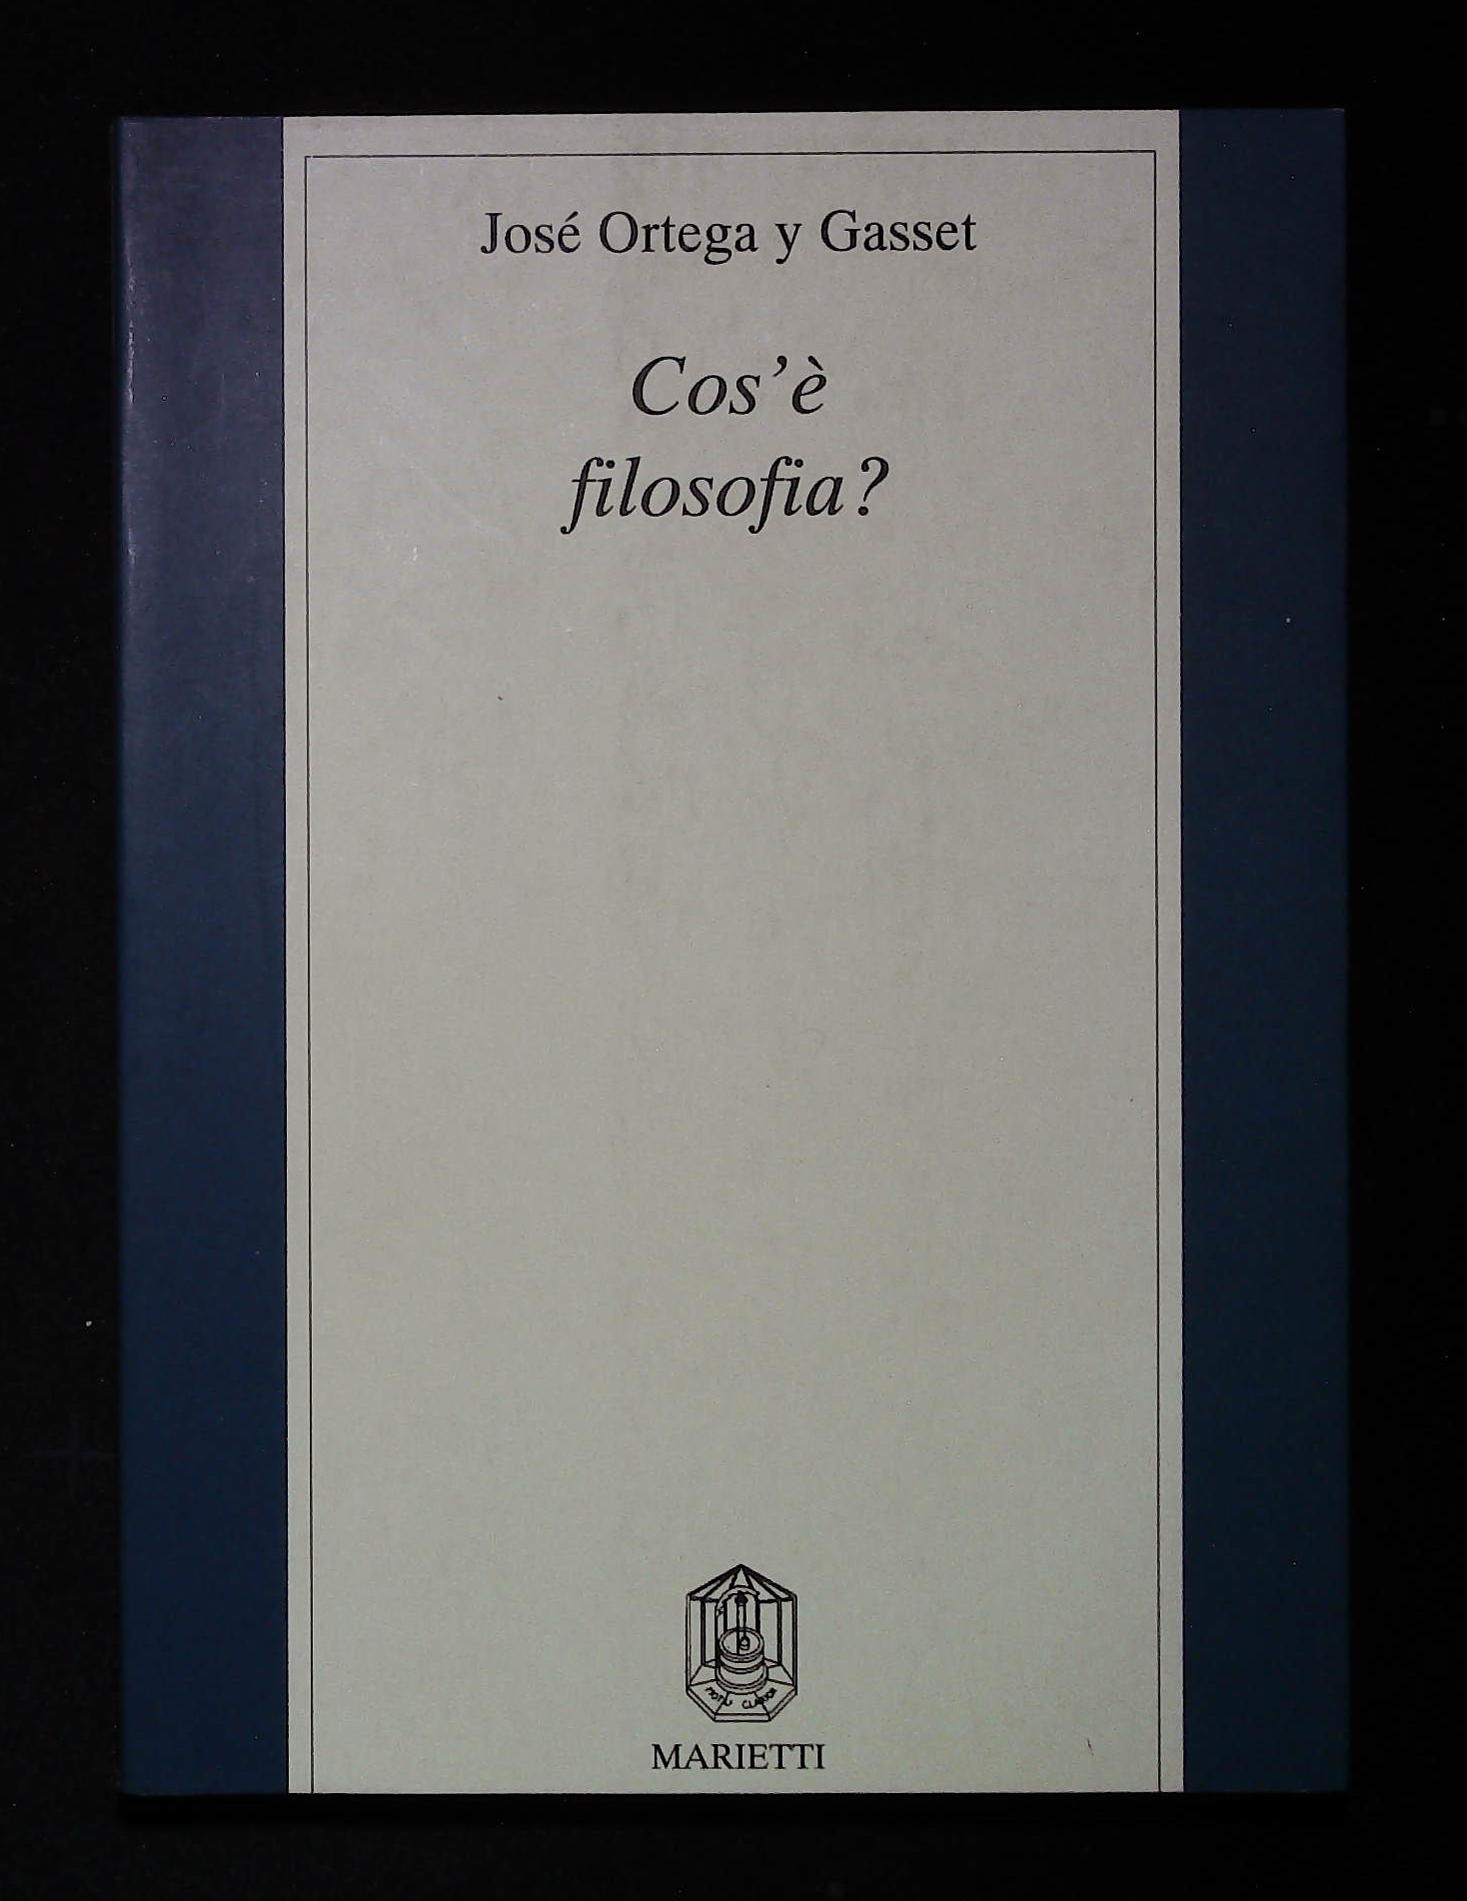 José Ortega y Gasset
Cos'è
filosofia?
MARIETTI